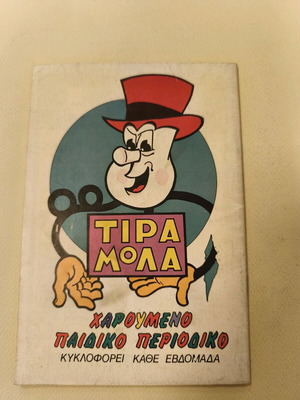 ΤΙΡΑ
ΜΟΛΑ
ΧΑΡΟΥΜΕΝΟ
ΠΑΙΔΙΚΟ ΠΕΡΙΟΔΙΚΟ
ΚΥΚΛΟΦΟΡΕΙ ΚΑΘΕ ΕΒΔΟΜΑΔΑ